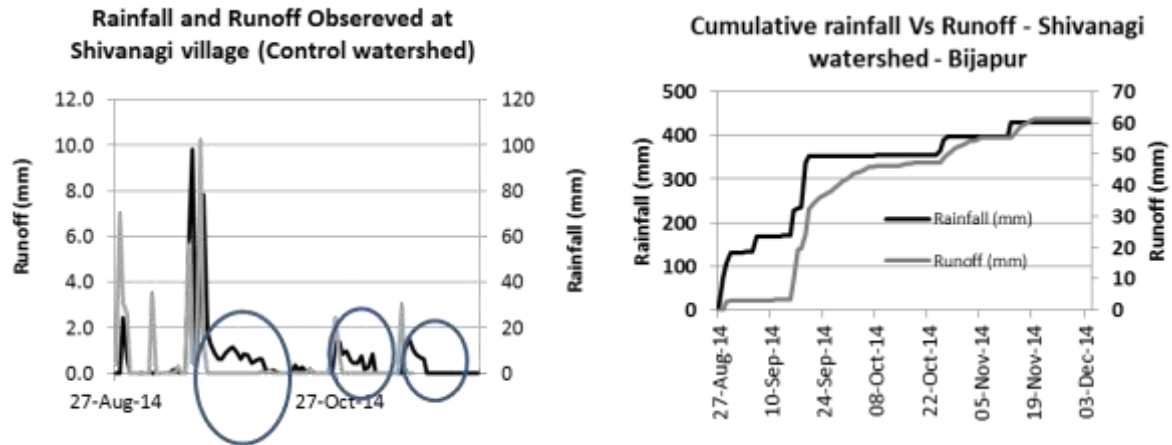 Rainfall and Runoff Obsereved at
Shivanagi village (Control watershed)
12.0
10.0
8.0
6.0
4.0
2.0
0.0
Runoff (mm)
120
100
80
60
40
20
0
Rainfall (mm)
27-Aug-14
27-Oct-14
Cumulative rainfall Vs Runoff - Shivanagi
watershed - Bijapur
500
400
300
200
100
0
Rainfall (mm)
70
60
50
40
30
20
10
0
Runoff (mm)
Rainfall (mm)
Runoff (mm)
27-Aug-14
10-Sep-14
24-Sep-14
08-Oct-14
22-Oct-14
05-Nov-14
19-Nov-14
03-Dec-14